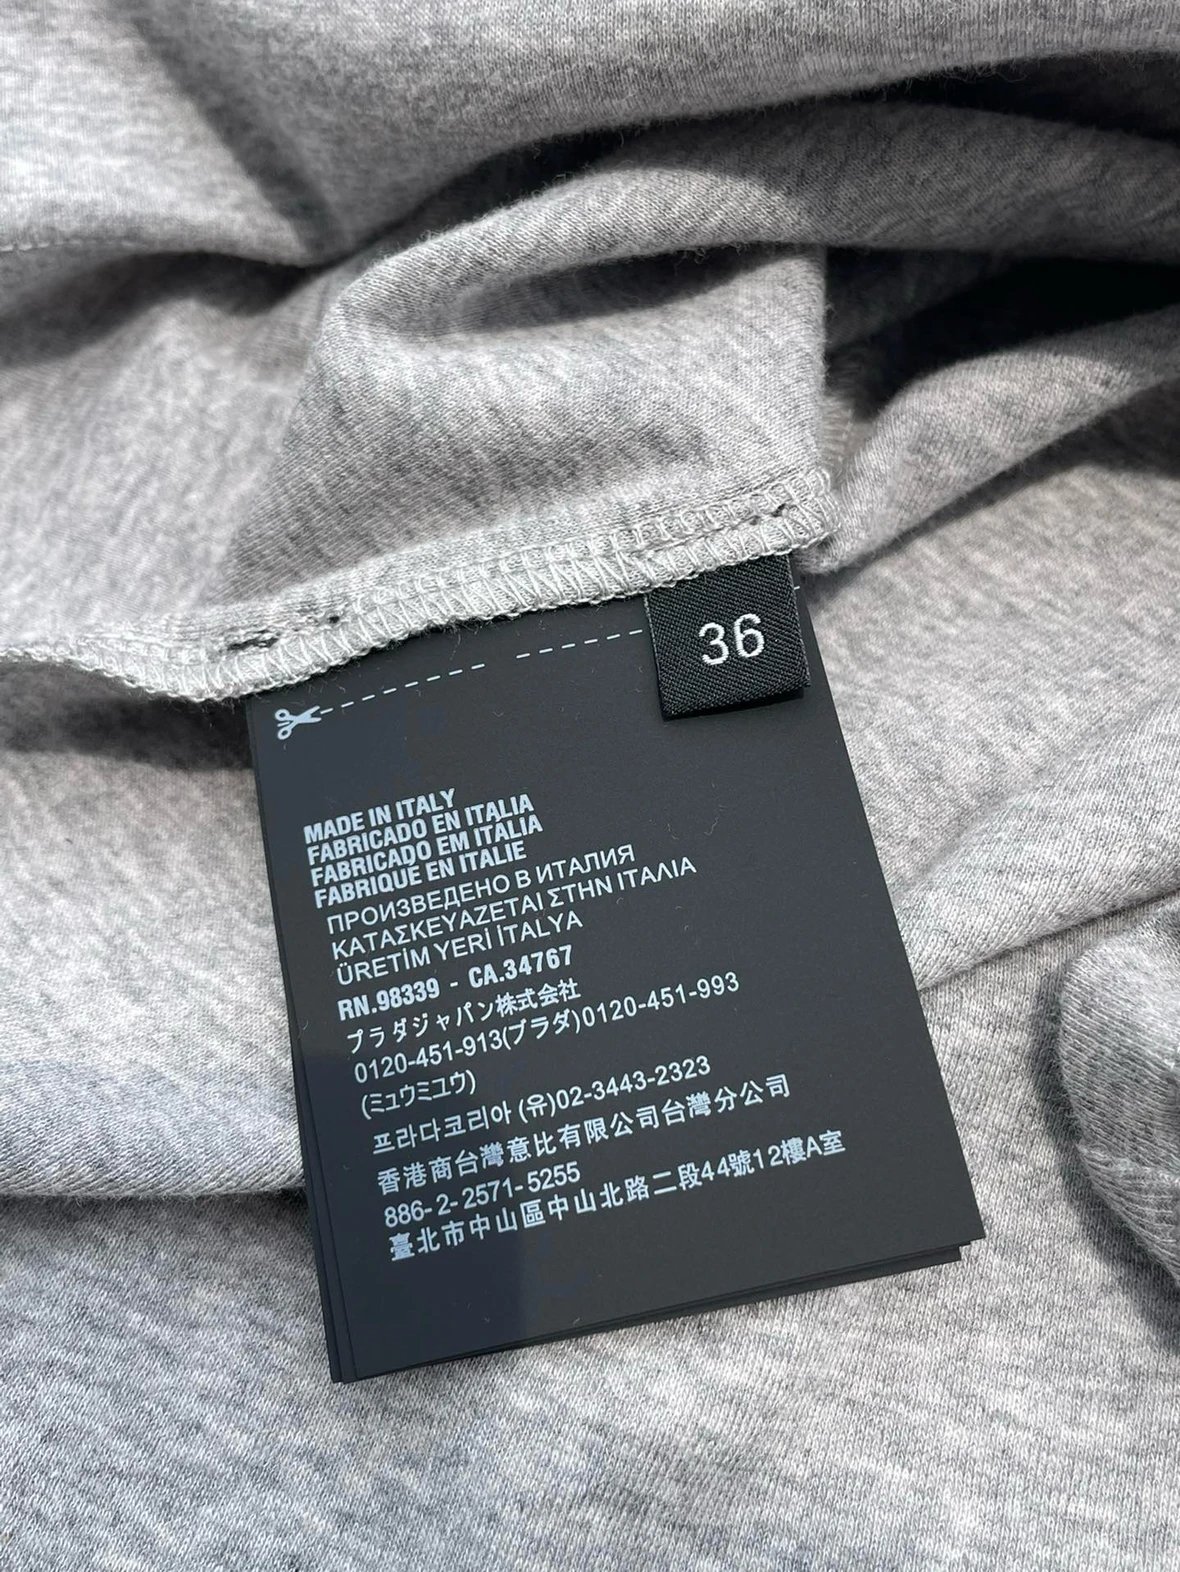 36
MADE IN ITALY
FABRICADO EN ITALIA
FABRICADO EM ITÁLIA
FABRIQUÉ EN ITALIE
ПРОИЗВЕДЕНО В ИТАЛИЯ
ΚΑΤΑΣΚΕΥΑΖΕΤΑΙ ΣΤΗΝ ΙΤΑΛΙΑ
ÜRETİM YERİ İTALYA
RN.98339 - CA.34767
プラダジャパン株式会社
0120-451-913(プラダ)0120-451-993
(ミュウミュウ)
프라다코리아 (유)02-3443-2323
香港商台灣意比有限公司台灣分公司
886-2-2571-5255
臺北市中山區中山北路二段44號12樓A室